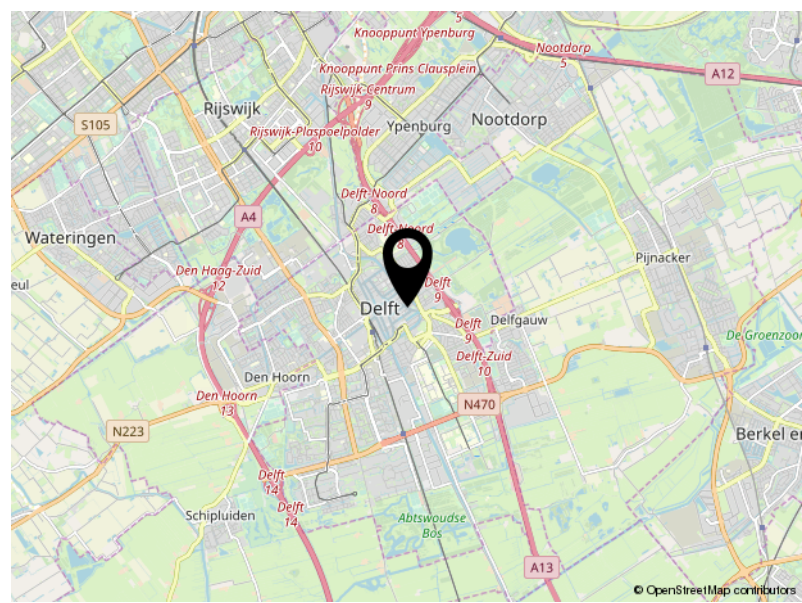 5
Knooppunt Ypenburg
Nootdorp
5
A12
Knooppunt Prins Clausplein
Rijswijk-Centrum
9
Rijswijk
S105
Rijswijk-Plaspoelpolder
10
Ypenburg
Nootdorp
Delft-Noord
8
A4
Delft-Noord
8
Wateringen
Pijnacker
Den Haag-Zuid
12
eul
Delft
9
Delft
Delft
9
Delfgauw
De Groenzoom
Delft-Zuid
10
Den Hoorn
Den Hoorn
13
N470
N223
Berkel en
Delft
14
Delft
14
Schipluiden
Abtswoudse
Bos
A13
© OpenStreetMap contributors